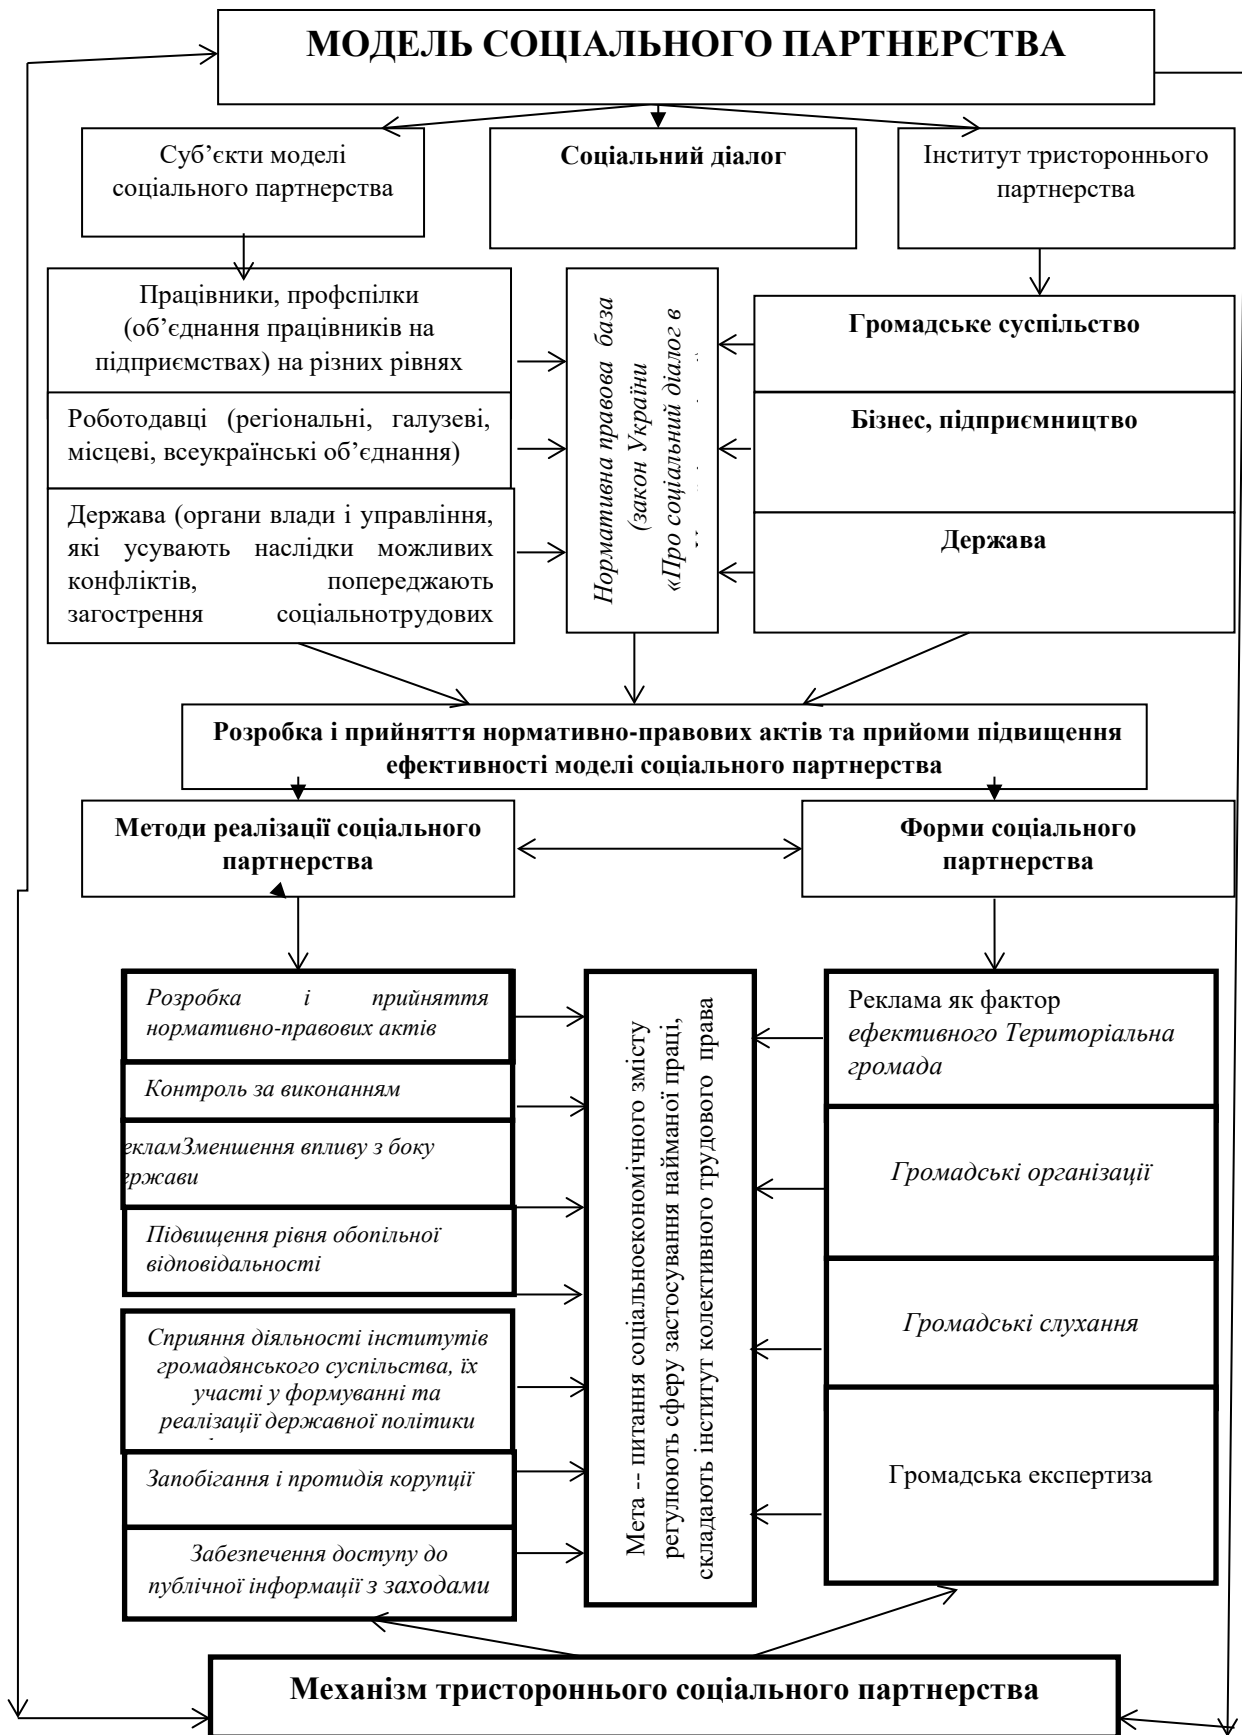 МОДЕЛЬ СОЦІАЛЬНОГО ПАРТНЕРСТВА
Суб’єкти моделі
соціального партнерства
Соціальний діалог
Інститут тристороннього
партнерства
Працівники, профспілки
(об’єднання працівників на
підприємствах) на різних рівнях
Роботодавці (регіональні, галузеві,
місцеві, всеукраїнські об’єднання)
Держава (органи влади і управління,
які усувають наслідки можливих
конфліктів, попереджають
загострення соціальнотрудових
Нормативна правова база
(закон України
«Про соціальний діалог в
Громадське суспільство
Бізнес, підприємництво
Держава
Розробка і прийняття нормативно-правових актів та прийоми підвищення
ефективності моделі соціального партнерства
Методи реалізації соціального
партнерства
Форми соціального
партнерства
Розробка і прийняття
нормативно-правових актів
Контроль за виконанням
екламЗменшення впливу з боку
ержави
Підвищення рівня обопільної
відповідальності
Сприяння діяльності інститутів
громадянського суспільства, їх
участі у формуванні та
реалізації державної політики
Запобігання і протидія корупції
Забезпечення доступу до
публічної інформації з заходами
Мета -- питання соціальноекономічного змісту
регулюють сферу застосування найманої праці,
складають інститут колективного трудового права
Реклама як фактор
ефективного Територіальна
громада
Громадські організації
Громадські слухання
Громадська експертиза
Механізм тристороннього соціального партнерства